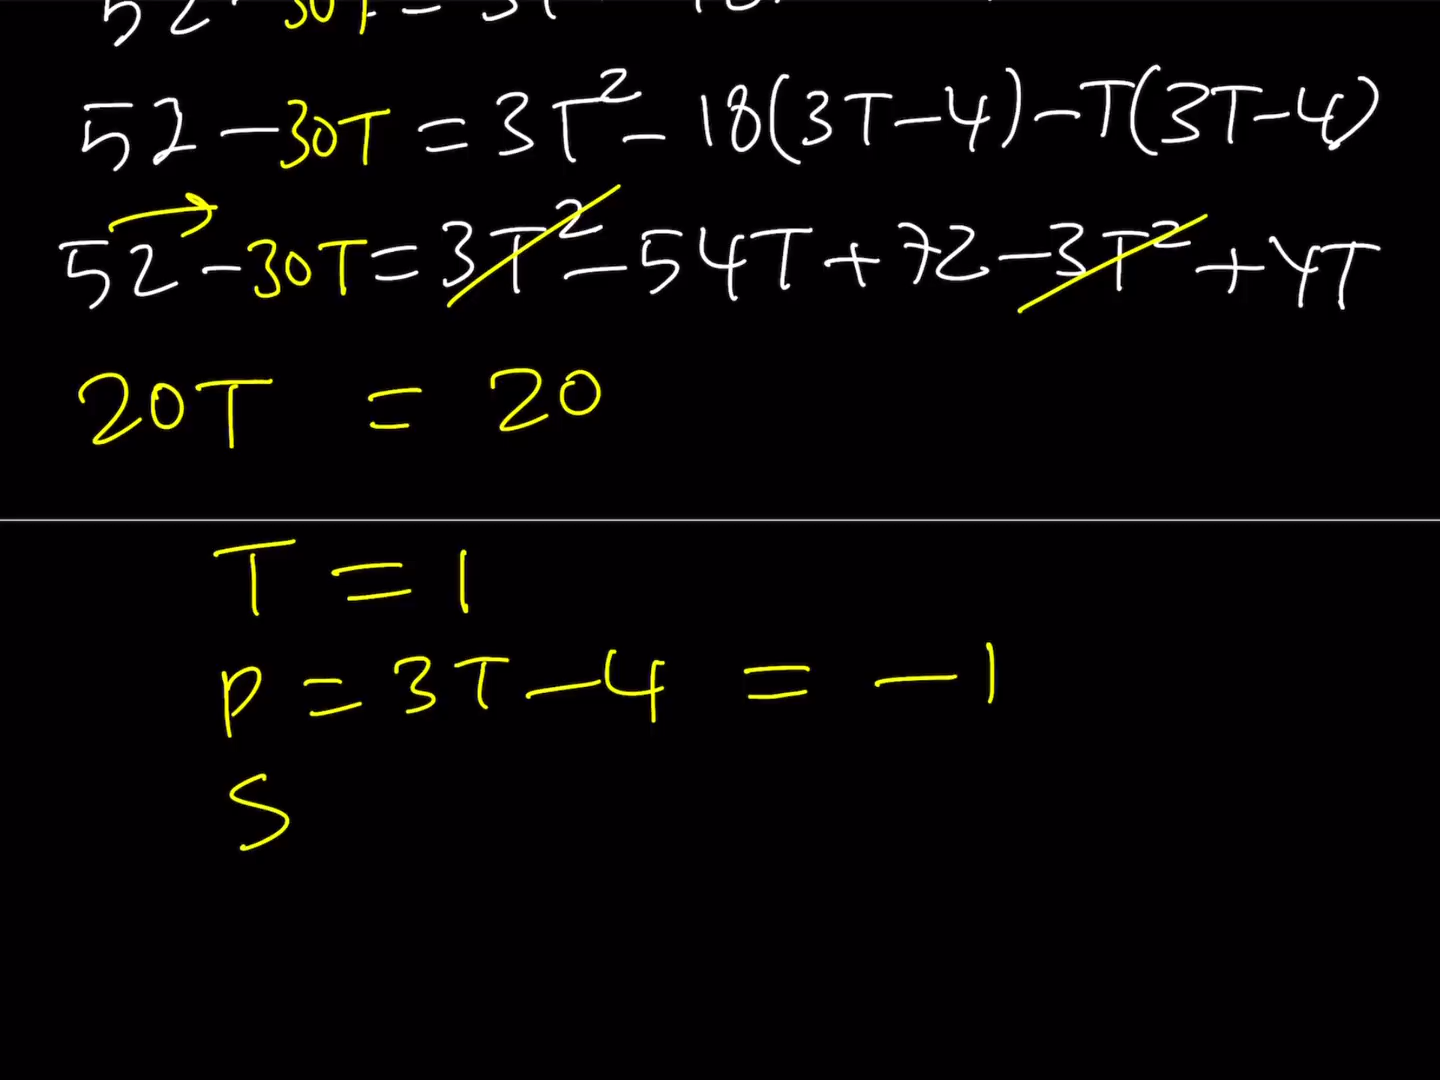 52 - 30T = 3T² - 18(3T-4) - T(3T-4)
52 - 30T = 3T² - 54T + 72 - 3T² + 4T
20T = 20
T = 1
P = 3T - 4 = -1
S